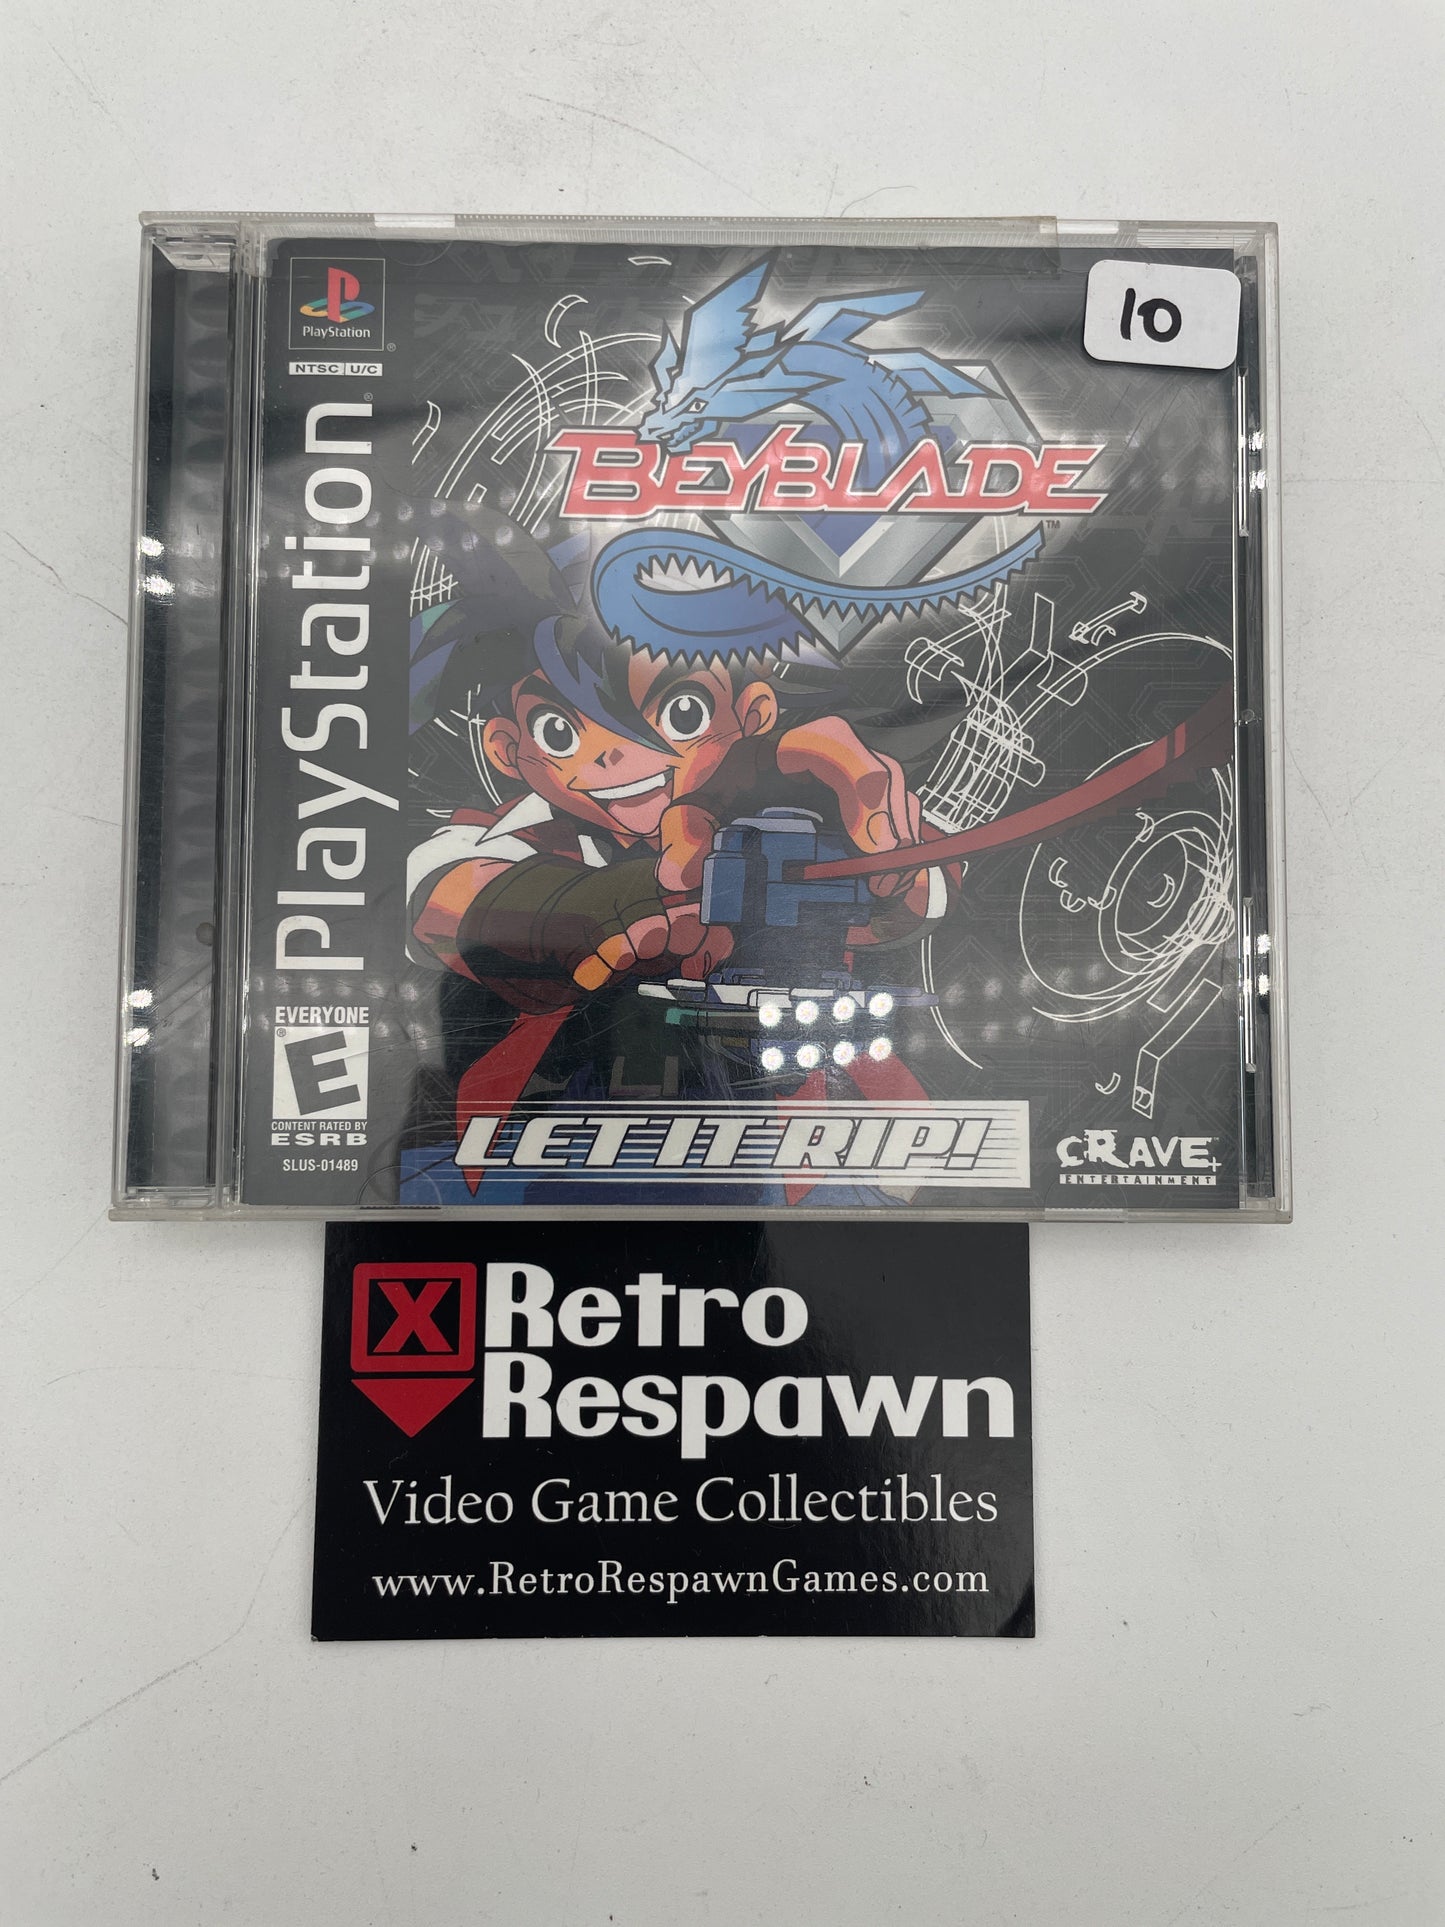 PlayStation
NTSC U/C
PlayStation
10
BEYBLADE
EVERYONE
E
CONTENT RATED BY
ESRB
SLUS-01489
LET IT RIP!
CRAVE
ENTERTAINMENT
X Retro
Respawn
Video Game Collectibles
www.RetroRespawnGames.com